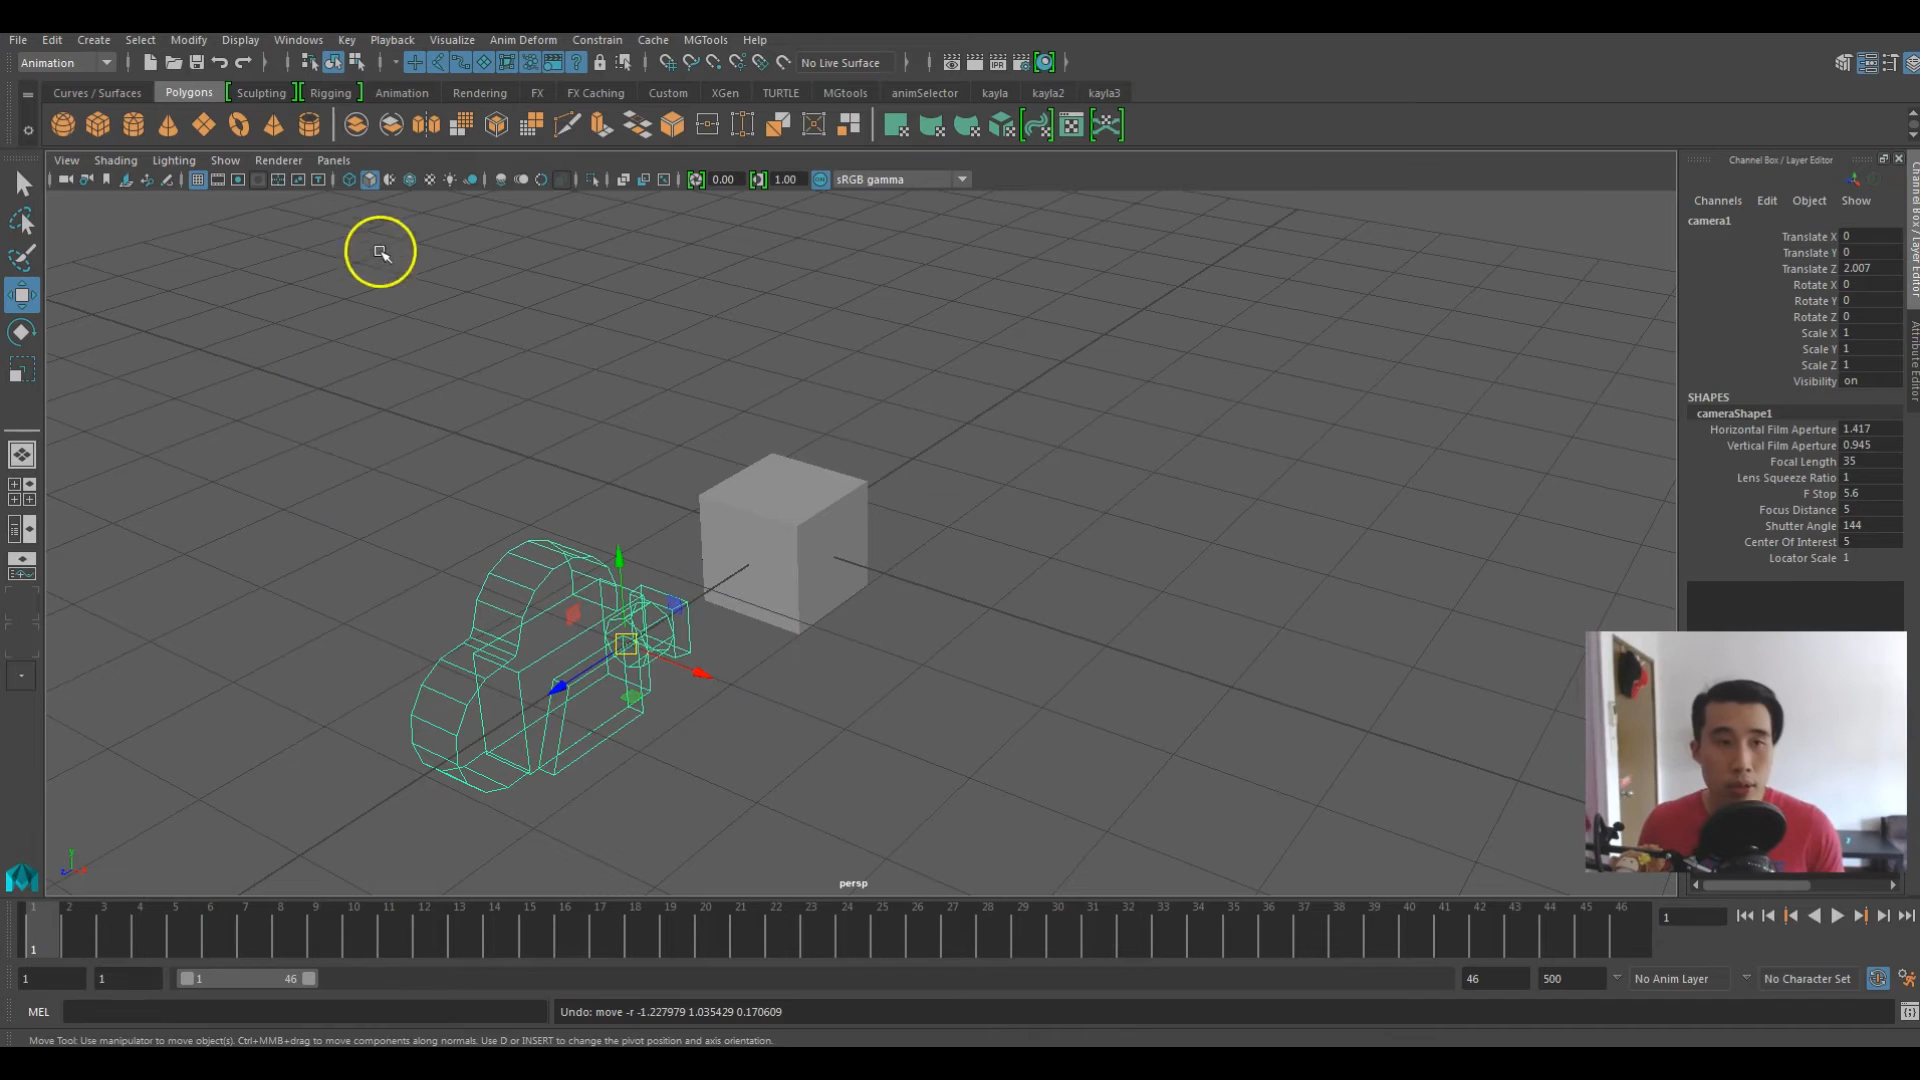 File Edit Create Select Modify Display Windows Key Playback Visualize Anim Deform Constrain Cache MGTools Help
Animation No Live Surface
Curves / Surfaces Polygons Sculpting Rigging Animation Rendering FX FX Caching Custom XGen TURTLE MGtools animSelector kayla kayla2 kayla3
View Shading Lighting Show Renderer Panels
0.00 1.00 sRGB gamma
Channel Box / Layer Editor
Channels Edit Object Show
camera1
Translate X 0
Translate Y 0
Translate Z 2.007
Rotate X 0
Rotate Y 0
Rotate Z 0
Scale X 1
Scale Y 1
Scale Z 1
Visibility on
SHAPES
cameraShape1
Horizontal Film Aperture 1.417
Vertical Film Aperture 0.945
Focal Length 35
Lens Squeeze Ratio 1
F Stop 5.6
Focus Distance 5
Shutter Angle 144
Center Of Interest 5
Locator Scale 1
Channel Box / Layer Editor
Attribute Editor
persp
1 2 3 4 5 6 7 8 9 10 11 12 13 14 15 16 17 18 19 20 21 22 23 24 25 26 27 28 29 30 31 32 33 34 35 36 37 38 39 40 41 42 43 44 45 46
1
1
1 1 1 46 46 500 No Anim Layer No Character Set
MEL Undo: move -r -1.227979 1.035429 0.170609
Move Tool: Use manipulator to move object(s). Ctrl+MMB+drag to move components along normals. Use D or INSERT to change the pivot position and axis orientation.